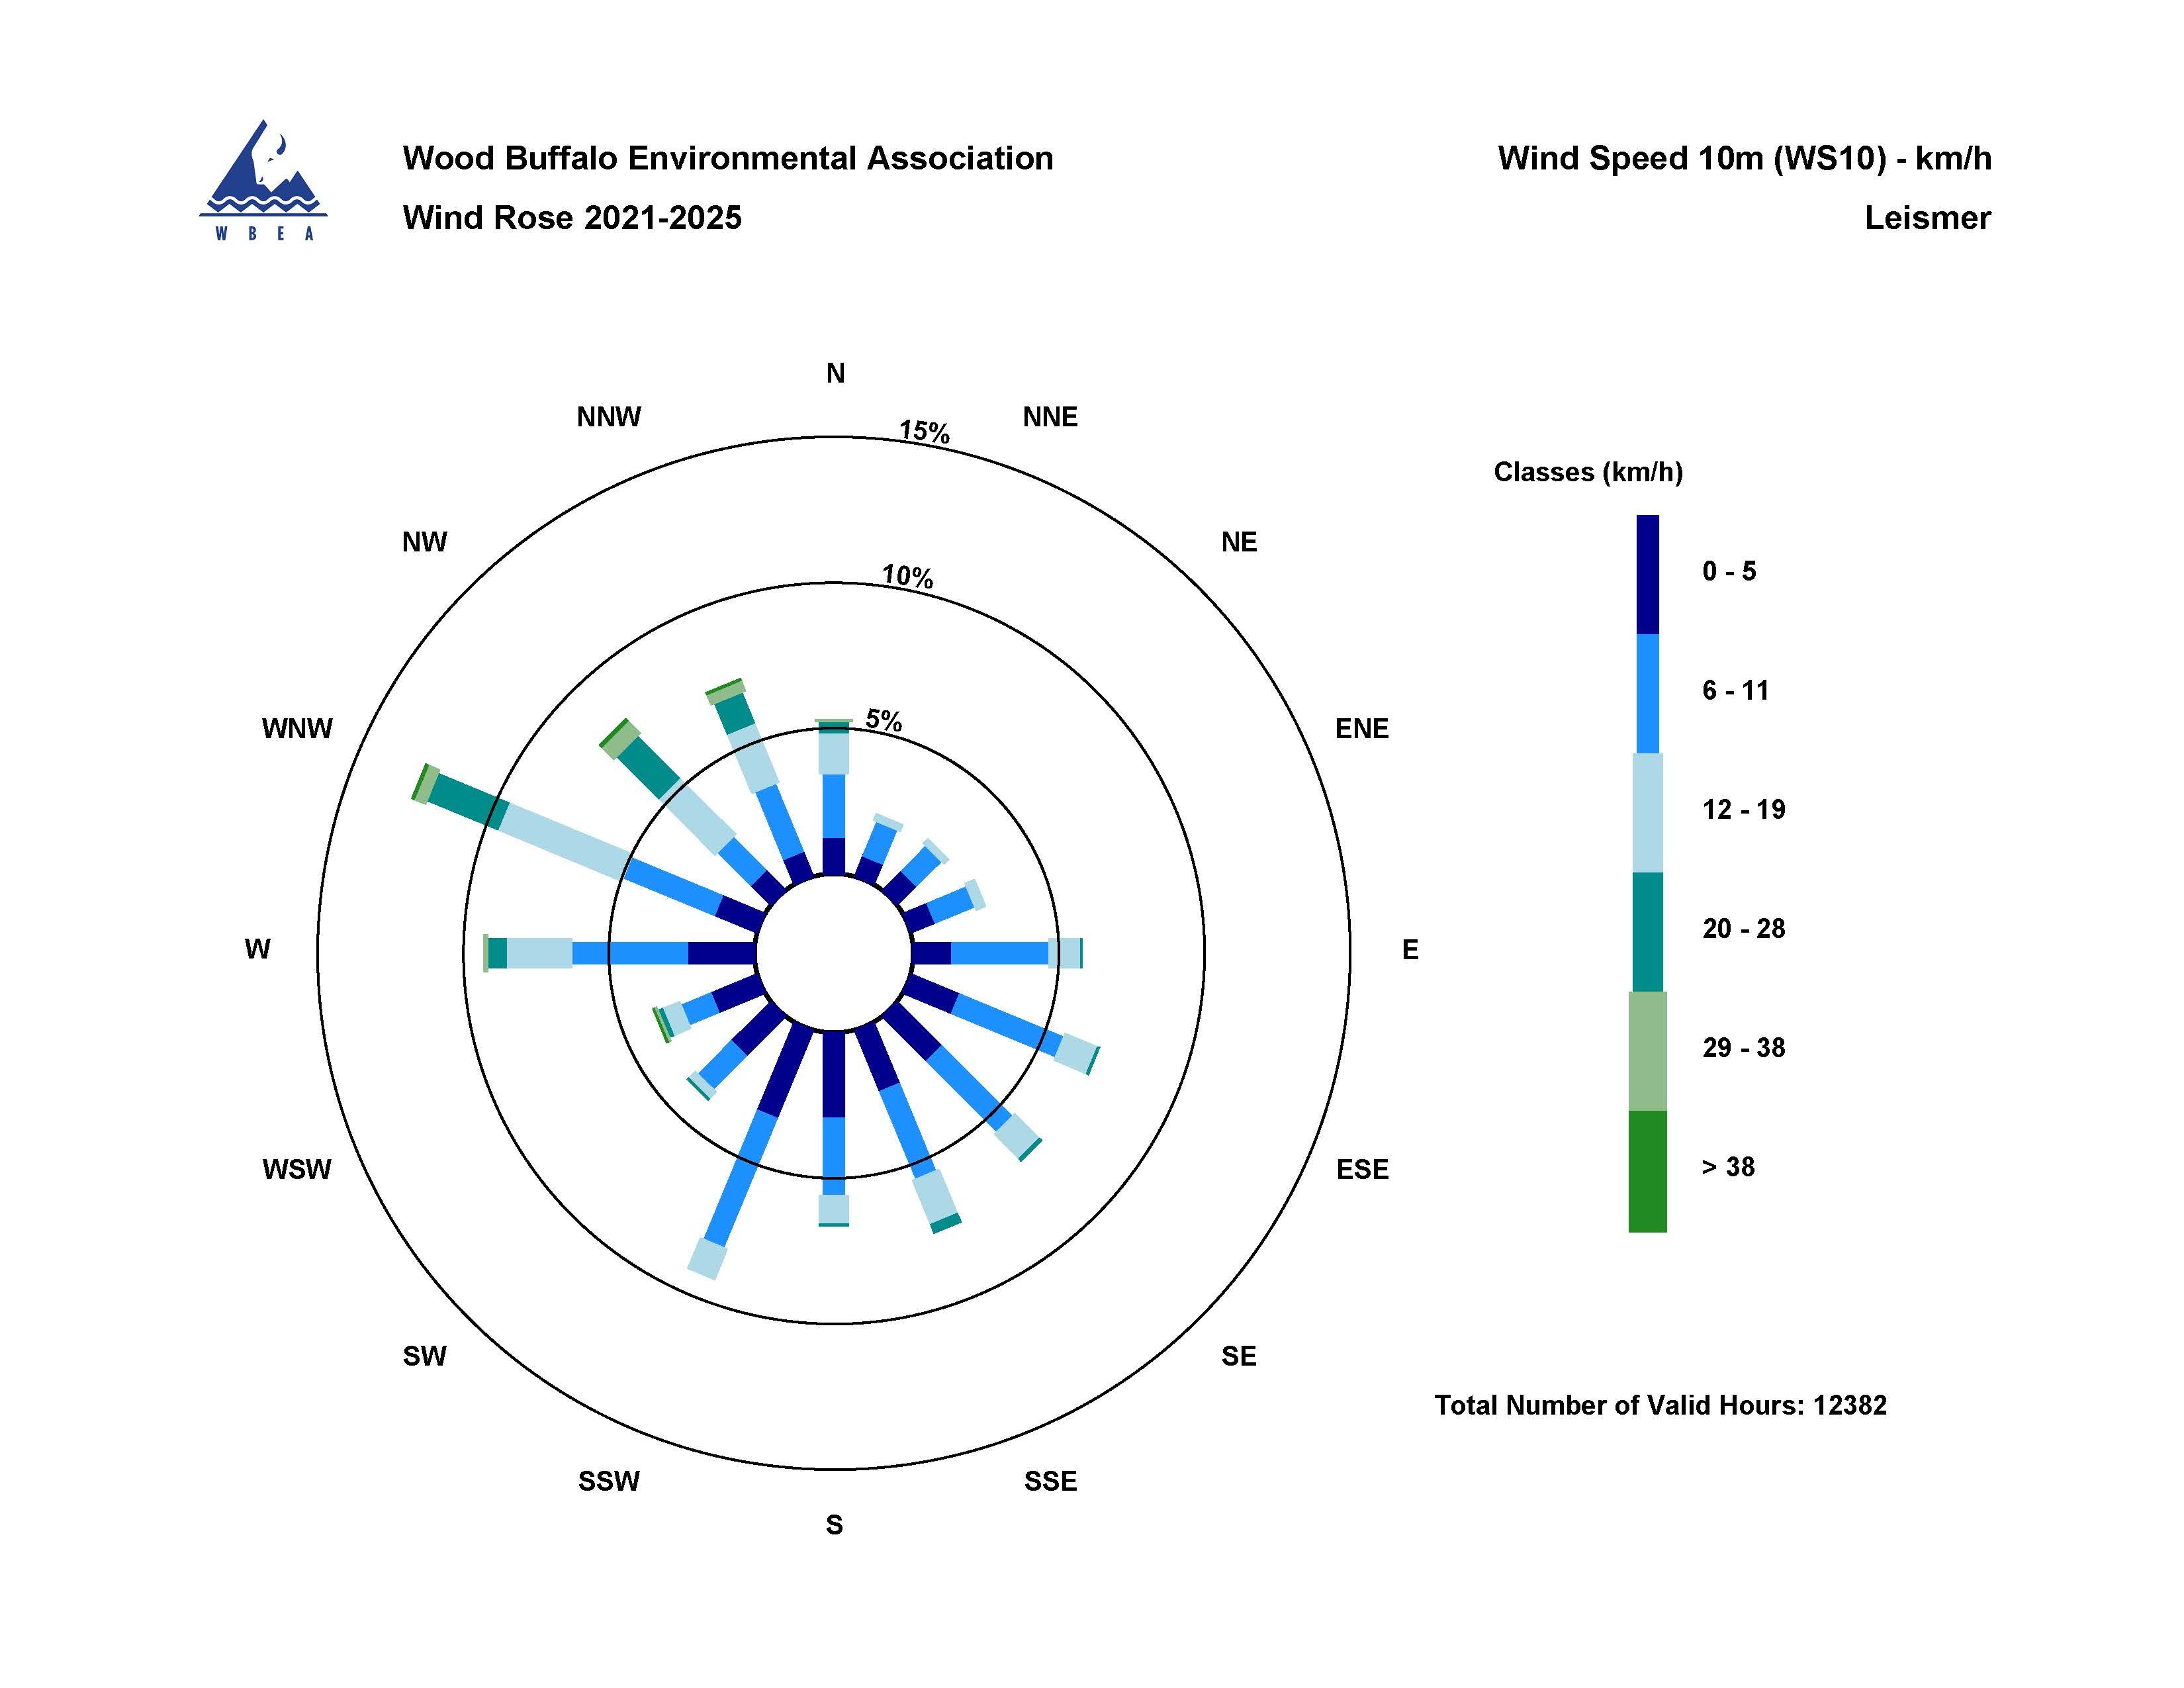 Wood Buffalo Environmental Association
Wind Speed 10m (WS10) - km/h
Wind Rose 2021-2025
Leismer
W B E A
N
NNW
NNE
15%
Classes (km/h)
NW
NE
10%
0 - 5
6 - 11
5%
WNW
ENE
12 - 19
20 - 28
W
E
29 - 38
WSW
ESE
> 38
SW
SE
Total Number of Valid Hours: 12382
SSW
SSE
S